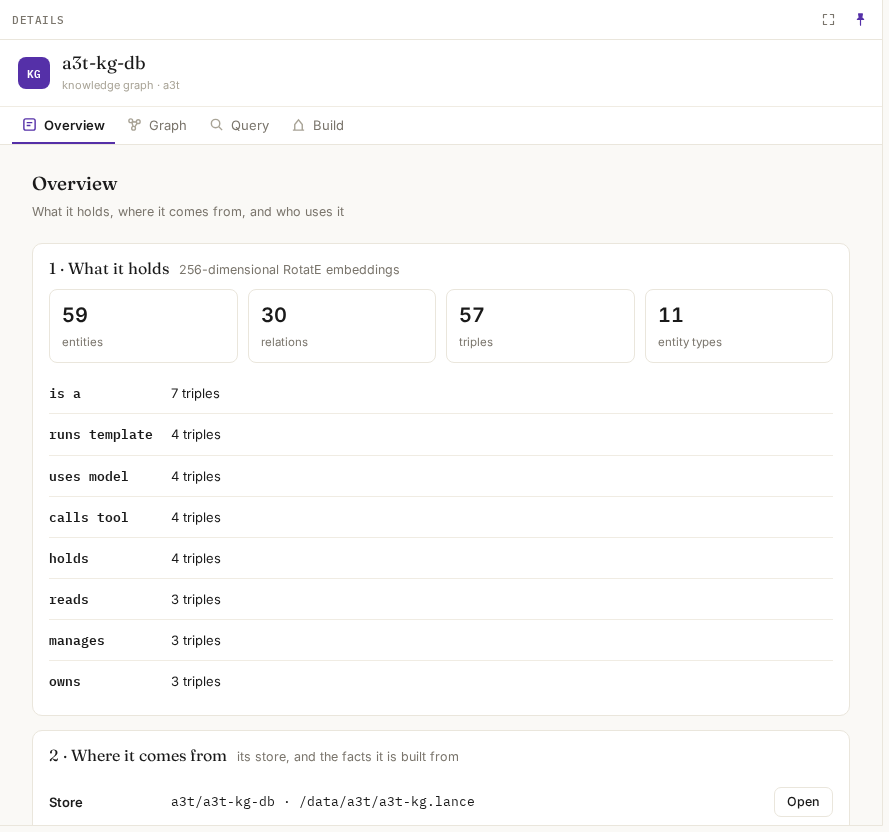 DETAILS
KG
a3t-kg-db
knowledge graph · a3t
Overview
Graph
Query
Build
Overview
What it holds, where it comes from, and who uses it
1 · What it holds 256-dimensional RotatE embeddings
59
entities
30
relations
57
triples
11
entity types
is a 7 triples
runs template 4 triples
uses model 4 triples
calls tool 4 triples
holds 4 triples
reads 3 triples
manages 3 triples
owns 3 triples
2 · Where it comes from its store, and the facts it is built from
Store a3t/a3t-kg-db · /data/a3t/a3t-kg.lance Open